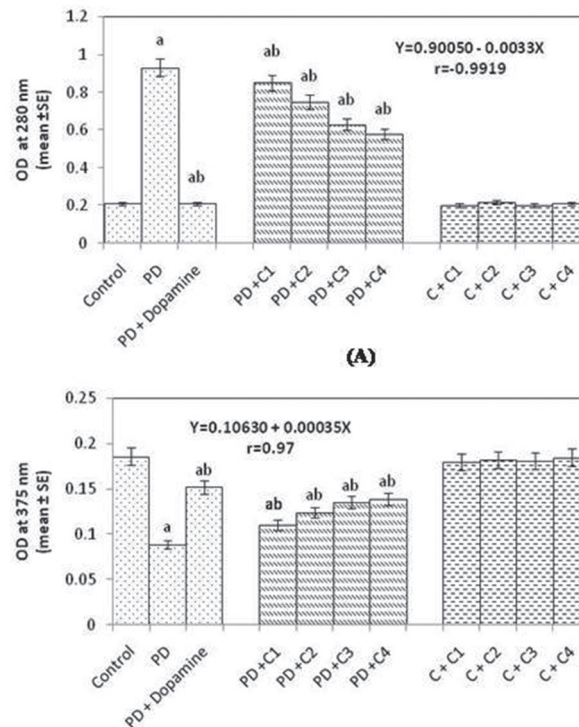 1.2
1
0.8
0.6
0.4
0.2
0
OD at 280 nm
(mean ±SE)
a
ab
ab
ab
ab
ab
Y=0.90050 - 0.0033X
r=-0.9919
Control
PD
PD + Dopamine
PD +C1
PD +C2
PD +C3
PD +C4
C + C1
C + C2
C + C3
C + C4
(A)
0.25
0.2
0.15
0.1
0.05
0
OD at 375 nm
(mean ± SE)
Y=0.10630 + 0.00035X
r=0.97
a
ab
ab
ab
ab
ab
Control
PD
PD + Dopamine
PD +C1
PD +C2
PD +C3
PD +C4
C + C1
C + C2
C + C3
C + C4